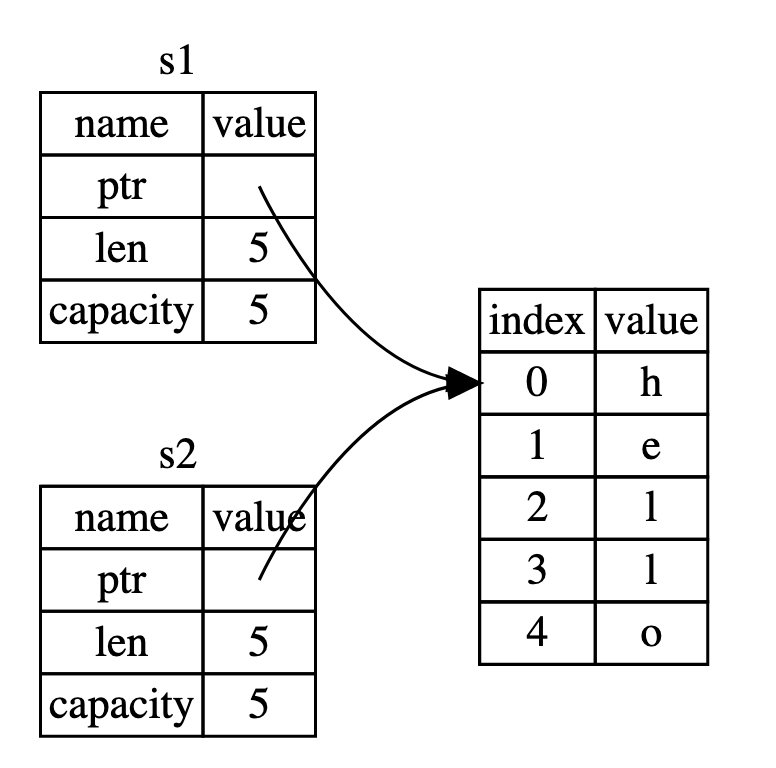 s1
name value
ptr
len 5
capacity 5
s2
name value
ptr
len 5
capacity 5
index value
0 h
1 e
2 l
3 l
4 o